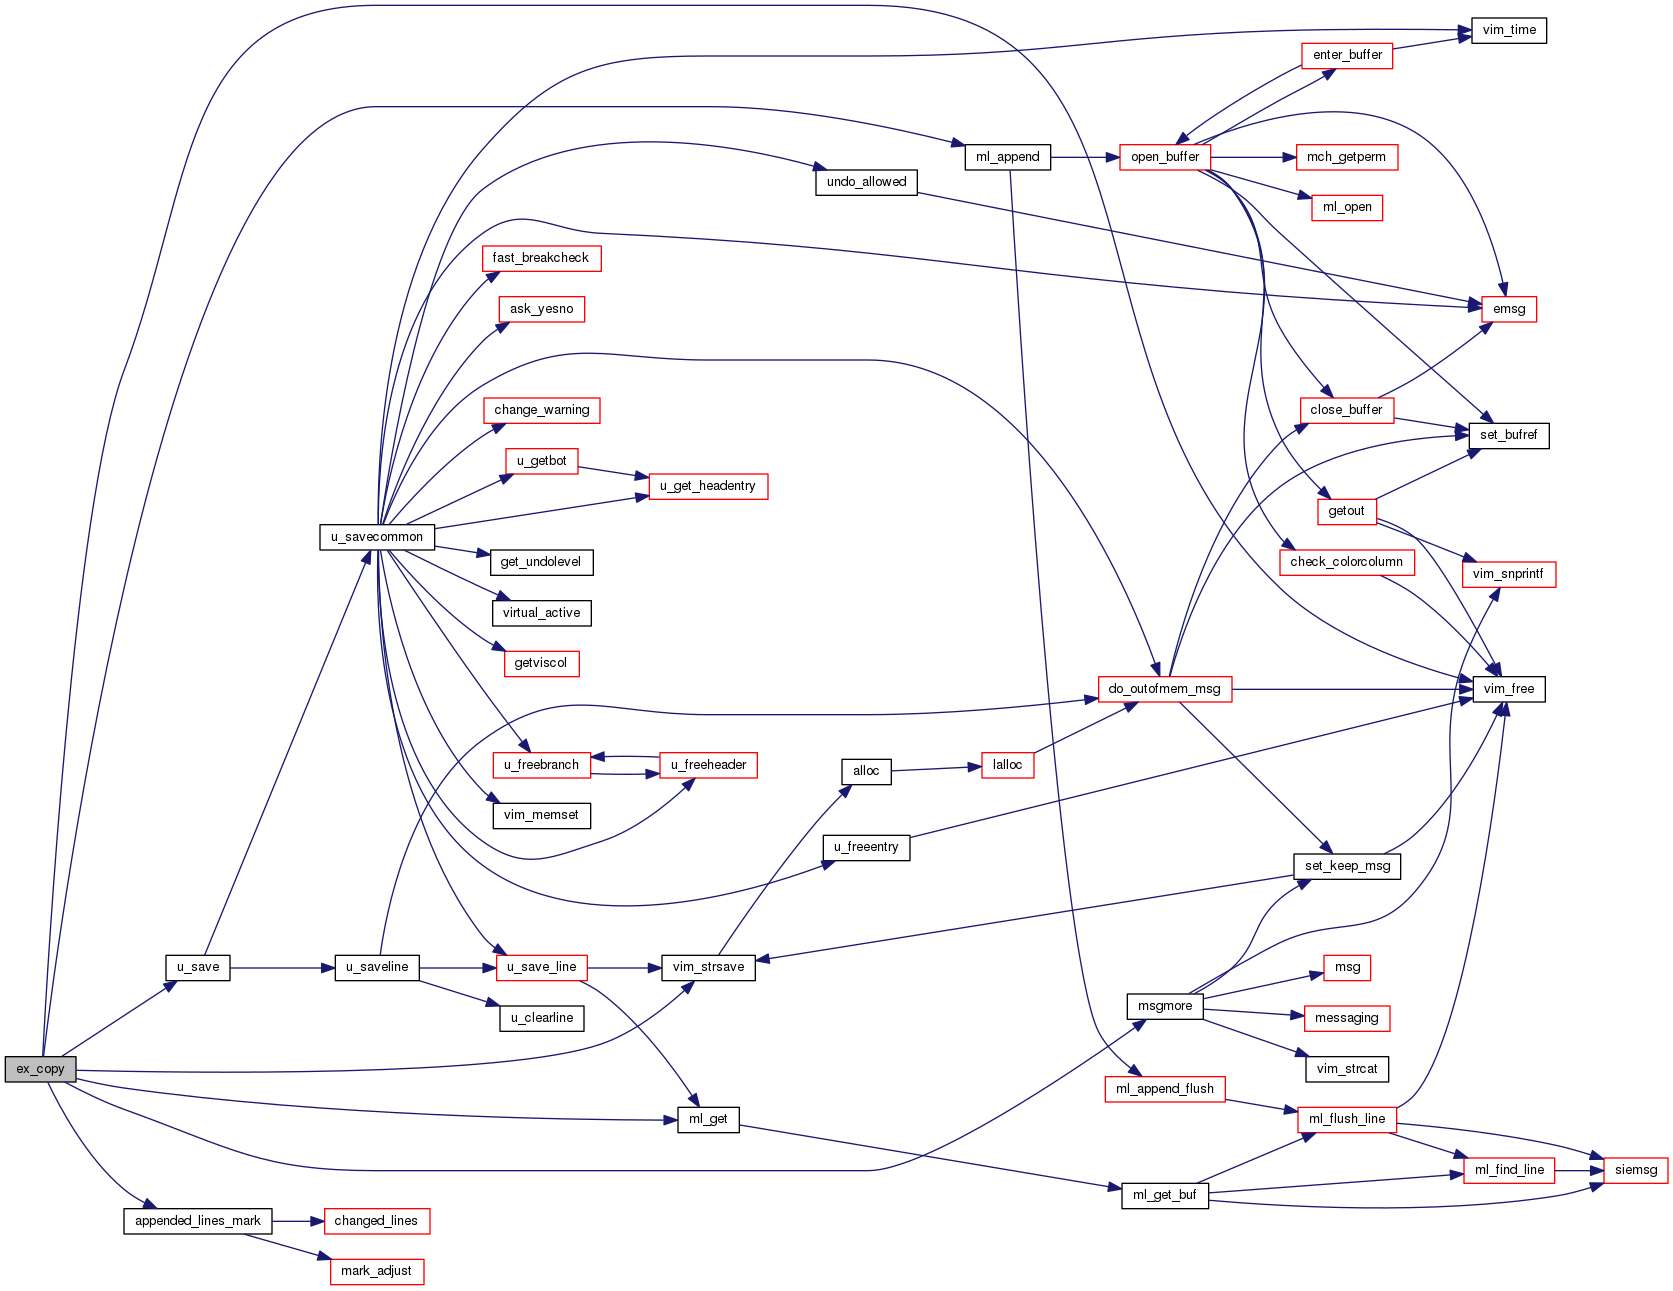 vim_time
enter_buffer
ml_append
open_buffer
mch_getperm
undo_allowed
ml_open
fast_breakcheck
ask_yesno
emsg
change_warning
close_buffer
set_bufref
u_getbot
u_get_headentry
getout
u_savecommon
get_undolevel
check_colorcolumn
vim_snprintf
virtual_active
getviscol
do_outofmem_msg
vim_free
u_freebranch
u_freeheader
alloc
lalloc
vim_memset
u_freeentry
set_keep_msg
u_save
u_saveline
u_save_line
vim_strsave
msg
msgmore
u_clearline
messaging
ex_copy
vim_strcat
ml_append_flush
ml_get
ml_flush_line
ml_find_line
siemsg
ml_get_buf
appended_lines_mark
changed_lines
mark_adjust